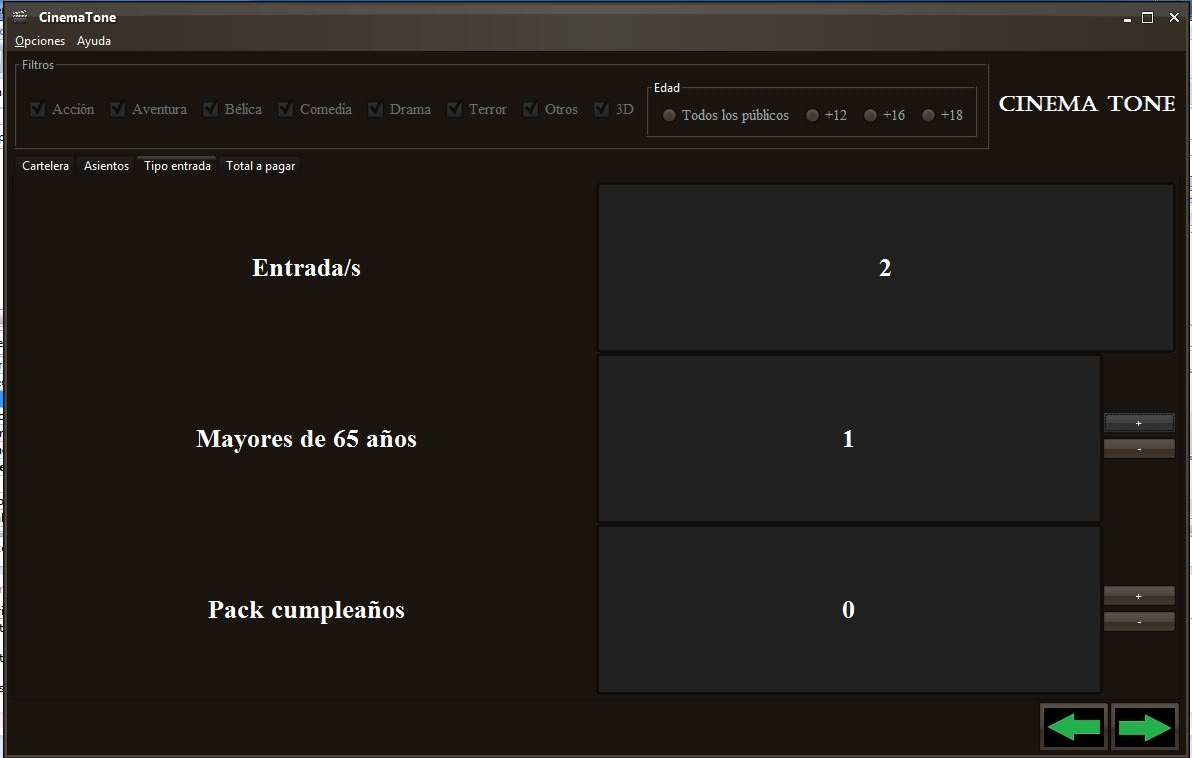 CinemaTone
Opciones Ayuda
Filtros
Acción Aventura Bélica Comedia Drama Terror Otros 3D
Edad
Todos los públicos +12 +16 +18
CINEMA TONE
Cartelera Asientos Tipo entrada Total a pagar
Entrada/s 2
Mayores de 65 años 1
+
-
Pack cumpleaños 0
+
-